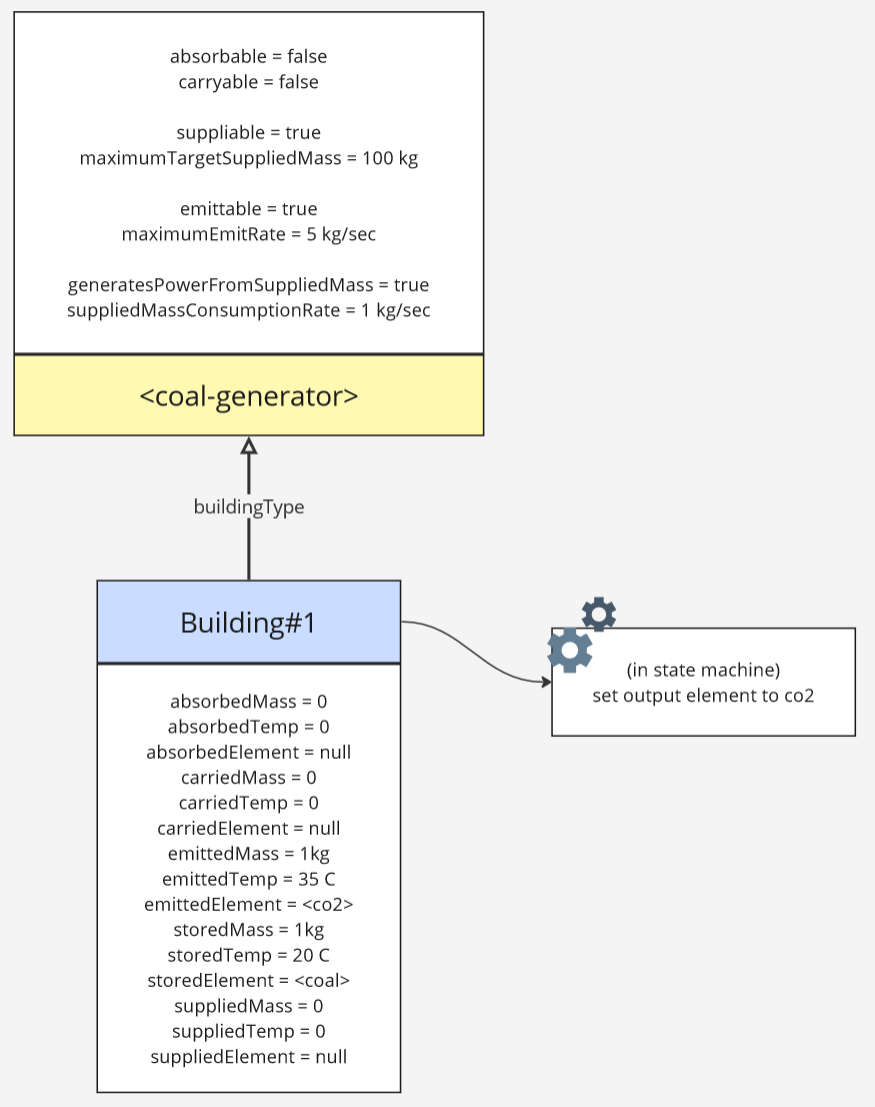 absorbable = false
carryable = false
suppliable = true
maximumTargetSuppliedMass = 100 kg
emittable = true
maximumEmitRate = 5 kg/sec
generatesPowerFromSuppliedMass = true
suppliedMassConsumptionRate = 1 kg/sec
<coal-generator>
buildingType
Building#1
(in state machine)
set output element to co2
absorbedMass = 0
absorbedTemp = 0
absorbedElement = null
carriedMass = 0
carriedTemp = 0
carriedElement = null
emittedMass = 1kg
emittedTemp = 35 C
emittedElement = <co2>
storedMass = 1kg
storedTemp = 20 C
storedElement = <coal>
suppliedMass = 0
suppliedTemp = 0
suppliedElement = null